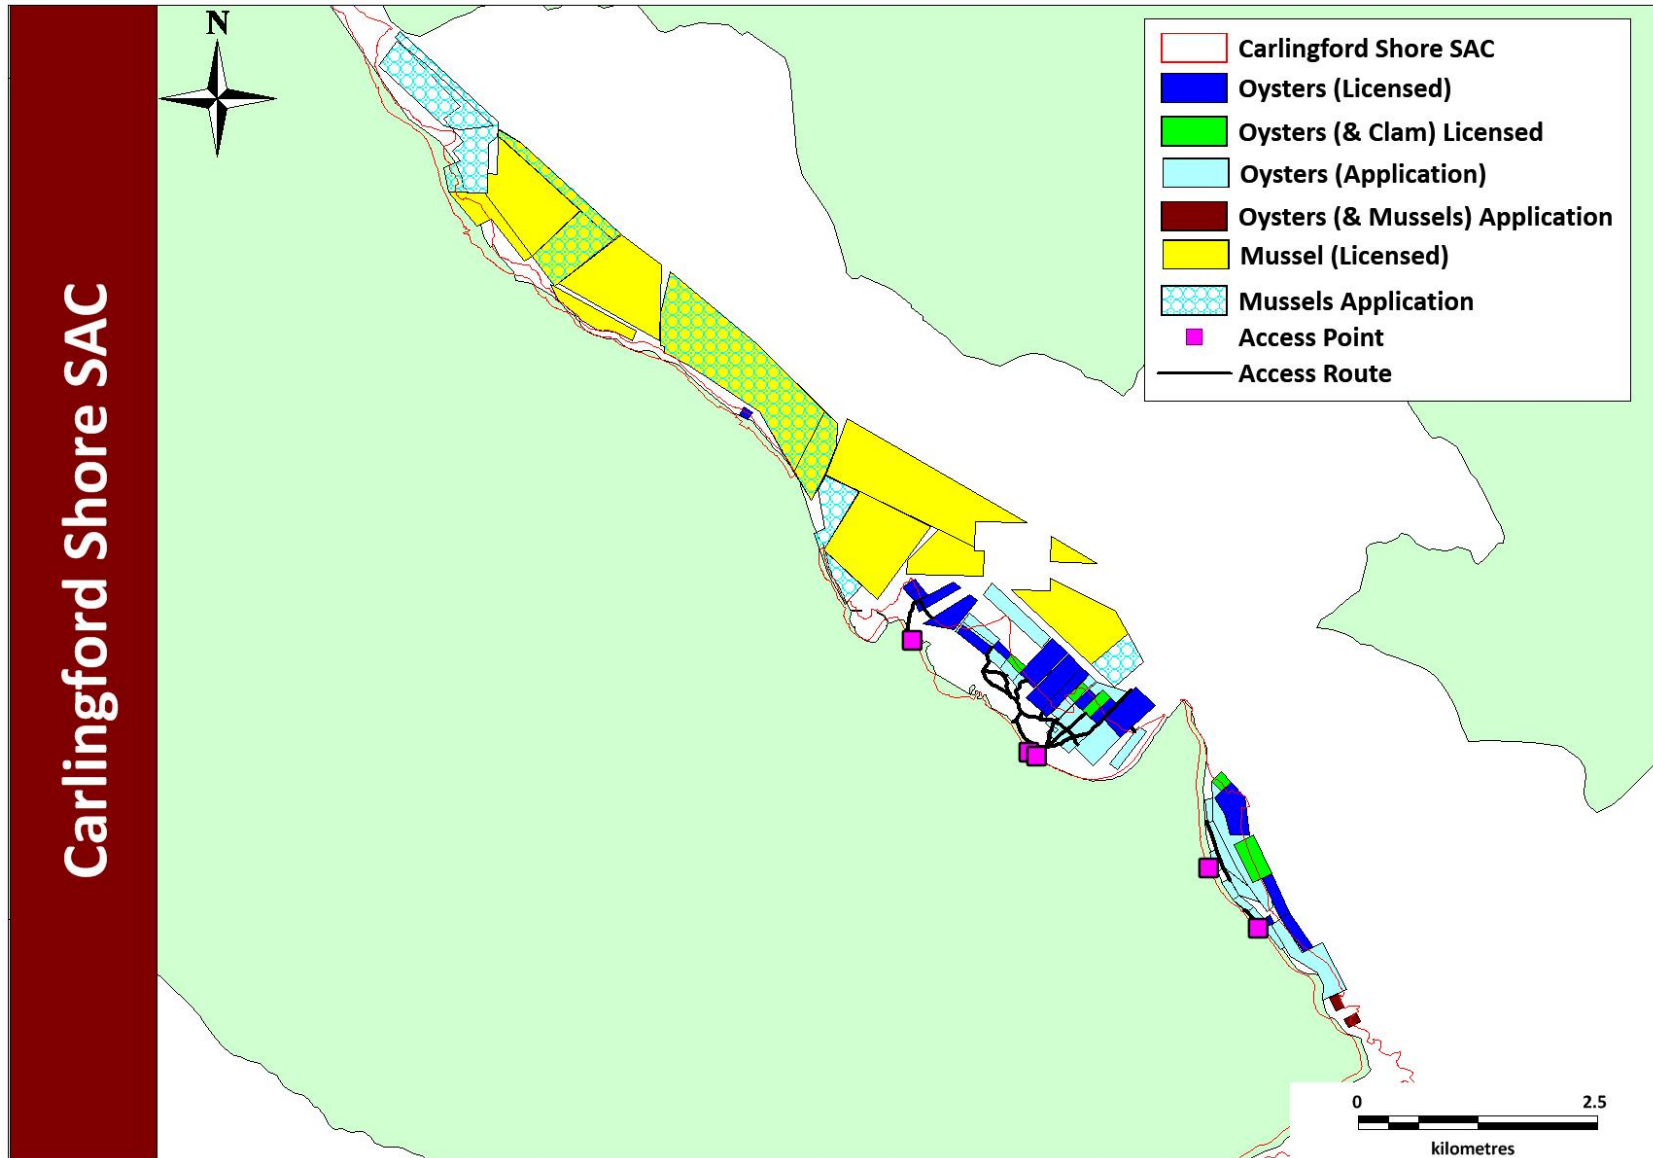 Carlingford Shore SAC
N
Carlingford Shore SAC
Oysters (Licensed)
Oysters (& Clam) Licensed
Oysters (Application)
Oysters (& Mussels) Application
Mussel (Licensed)
Mussels Application
Access Point
Access Route
0 2.5
kilometres